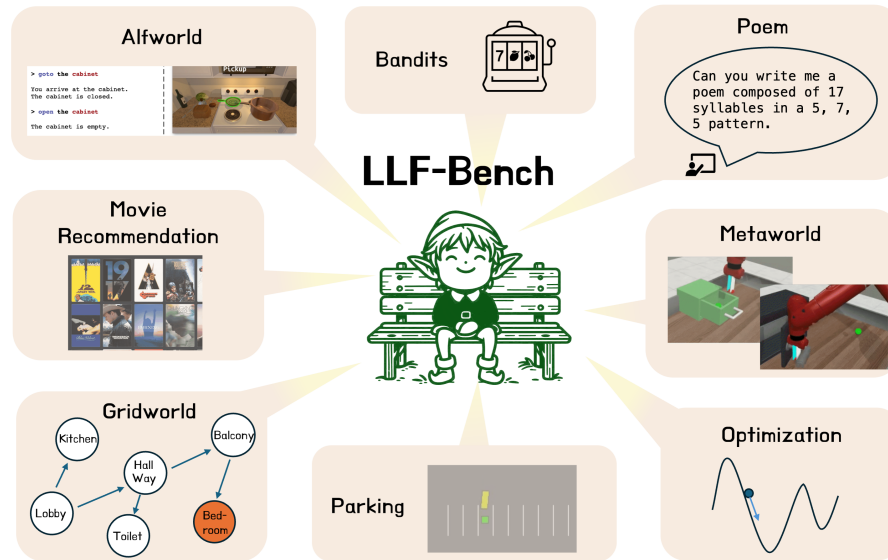 Alfworld
> goto the cabinet
You arrive at the cabinet.
The cabinet is closed.
> open the cabinet
The cabinet is empty.
Pickup
Bandits
7
Poem
Can you write me a
poem composed of 17
syllables in a 5, 7,
5 pattern.
LLF-Bench
Movie
Recommendation
19
17
12
Metaworld
Gridworld
Kitchen
Balcony
Hall
Way
Lobby
Bed-
room
Toilet
Parking
Optimization